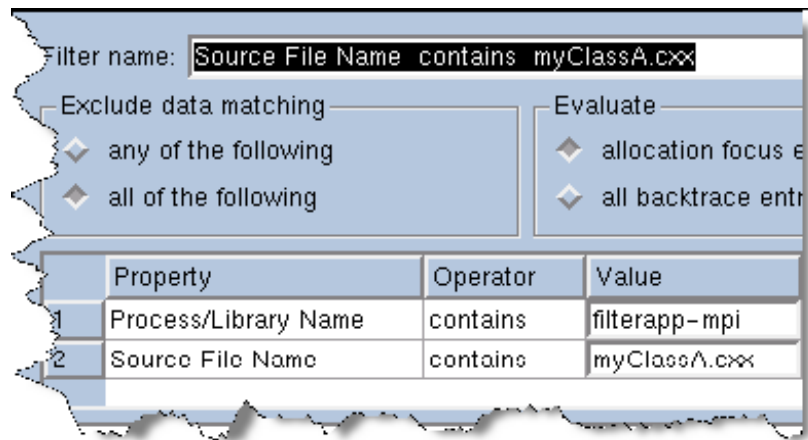 Filter name: Source File Name contains myClassA.cxx
Exclude data matching
any of the following
all of the following
Evaluate
allocation focus e
all backtrace entr
Property Operator Value
1 Process/Library Name contains filterapp-mpi
2 Source File Name contains myClassA.cxx